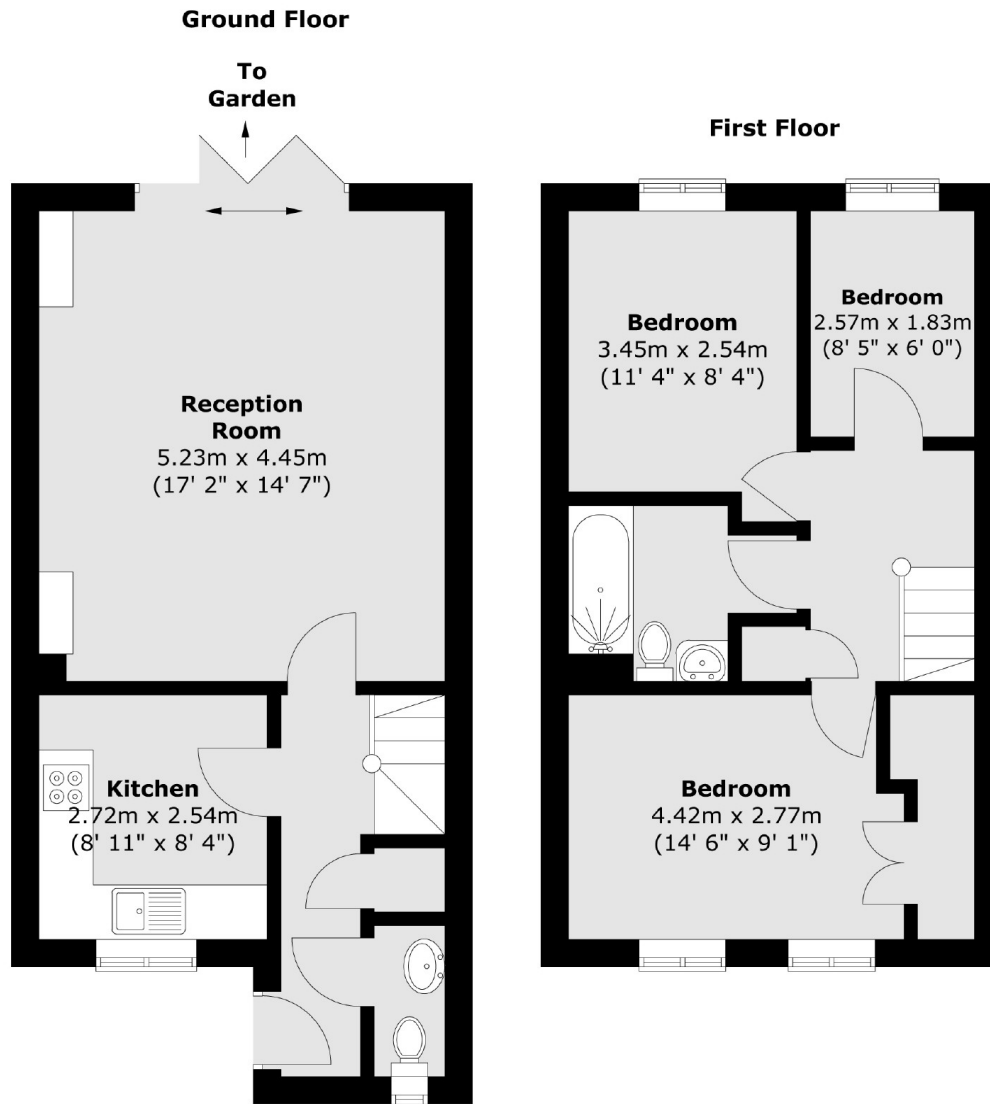 Ground Floor
To
Garden
Reception
Room
5.23m x 4.45m
(17' 2" x 14' 7")
Kitchen
2.72m x 2.54m
(8' 11" x 8' 4")
First Floor
Bedroom
3.45m x 2.54m
(11' 4" x 8' 4")
Bedroom
2.57m x 1.83m
(8' 5" x 6' 0")
Bedroom
4.42m x 2.77m
(14' 6" x 9' 1")